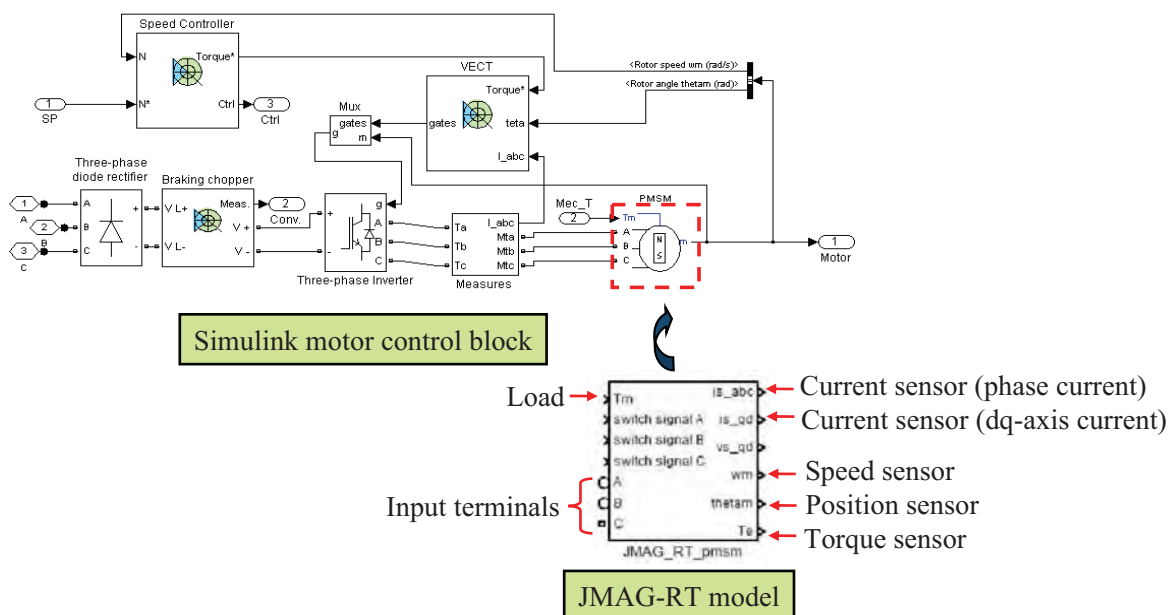 Speed Controller
N
Torque*
N*
Ctrl
1
SP
3
Ctrl
VECT
Torque*
gates
teta
I_abc
<Rotor speed wm (rad/s)>
<Rotor angle thetam (rad)>
Mux
gates
g
m
Three-phase
diode rectifier
1
A
2
B
3
C
A
B
C
+
-
Braking chopper
V L+
V L-
Meas.
V +
V -
2
Conv.
+
-
g
A
B
C
Three-phase Inverter
Ta
Tb
Tc
I_abc
Mta
Mtb
Mtc
Measures
Mec_T
2
PMSM
Tm
A
B
C
N
S
m
1
Motor
Simulink motor control block
Load
Input terminals
Tm
switch signal A
switch signal B
switch signal C
A
B
C
is_abc
is_qd
vs_qd
wm
thetam
Te
JMAG_RT_pmsm
Current sensor (phase current)
Current sensor (dq-axis current)
Speed sensor
Position sensor
Torque sensor
JMAG-RT model